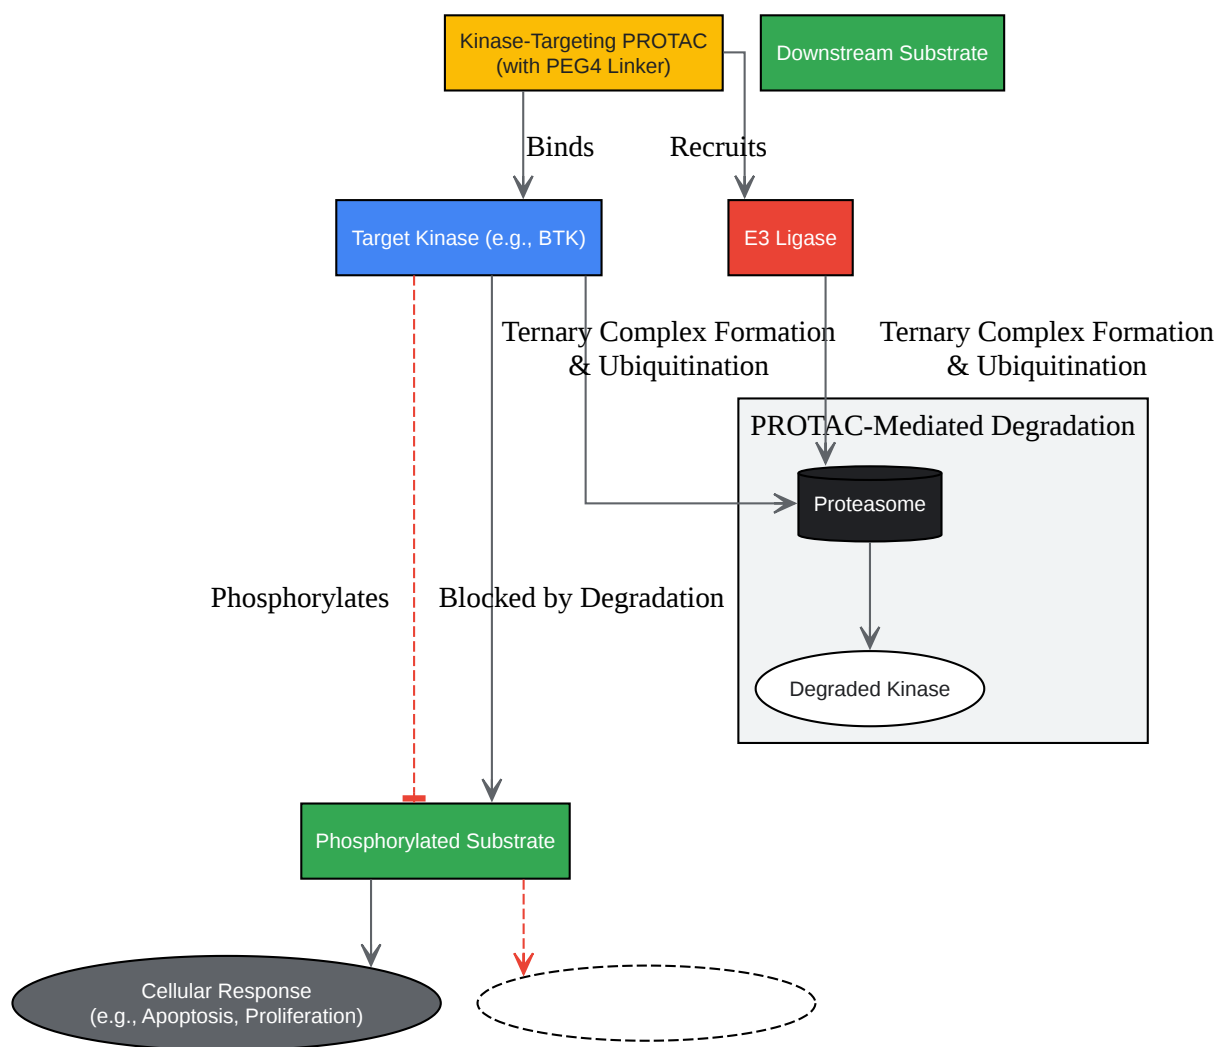 Kinase-Targeting PROTAC
(with PEG4 Linker)
Downstream Substrate
Binds
Recruits
Target Kinase (e.g., BTK)
E3 Ligase
Ternary Complex Formation
& Ubiquitination
Ternary Complex Formation
& Ubiquitination
PROTAC-Mediated Degradation
Proteasome
Phosphorylates
Blocked by Degradation
Degraded Kinase
Phosphorylated Substrate
Cellular Response
(e.g., Apoptosis, Proliferation)